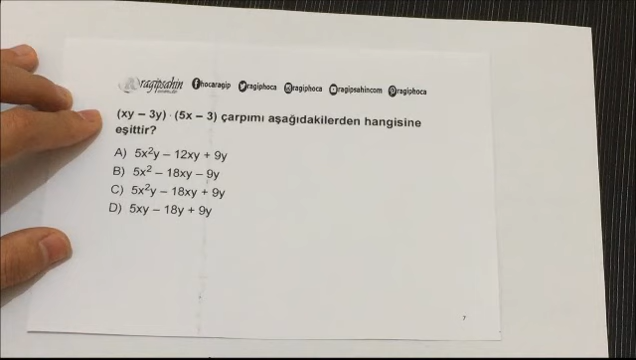 ragipsahin hocaragip ragiphoca ragiphoca ragipsahincom ragiphoca
(xy – 3y) · (5x – 3) çarpımı aşağıdakilerden hangisine
eşittir?
A) 5x²y – 12xy + 9y
B) 5x² – 18xy – 9y
C) 5x²y – 18xy + 9y
D) 5xy – 18y + 9y
7